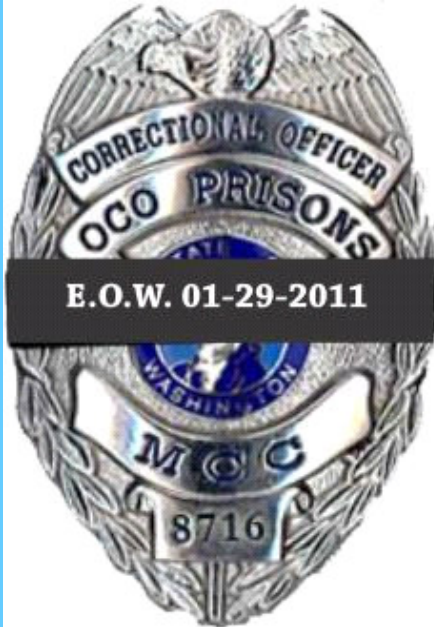 CORRECTIONAL OFFICER
OCO PRISONS
E.O.W. 01-29-2011
WASHINGTON
MCC
8716